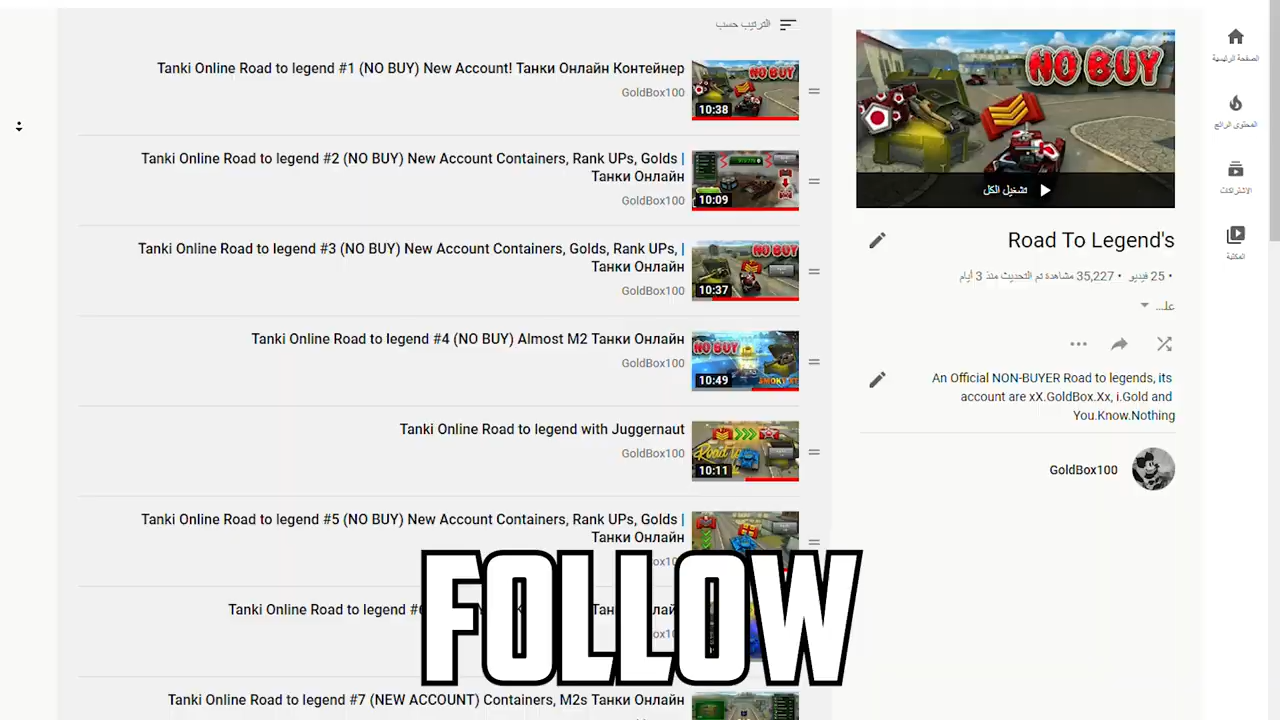 الترتيب حسب
Tanki Online Road to legend #1 (NO BUY) New Account! Танки Онлайн Контейнер
GoldBox100
NO BUY
10:38
Tanki Online Road to legend #2 (NO BUY) New Account Containers, Rank UPs, Golds |
Танки Онлайн
GoldBox100
10:09
Tanki Online Road to legend #3 (NO BUY) New Account Containers, Golds, Rank UPs, |
Танки Онлайн
GoldBox100
NO BUY
10:37
Tanki Online Road to legend #4 (NO BUY) Almost M2 Танки Онлайн
GoldBox100
NO BUY
10:49
Tanki Online Road to legend with Juggernaut
GoldBox100
10:11
Tanki Online Road to legend #5 (NO BUY) New Account Containers, Rank UPs, Golds |
Танки Онлайн
Tanki Online Road to legend
Tanki Online Road to legend #7 (NEW ACCOUNT) Containers, M2s Танки Онлайн
FOLLOW
NO BUY
تشغيل الكل
Road To Legend's
25 فيديو • 35,227 مشاهدة تم التحديث منذ 3 أيام •
علـ...
An Official NON-BUYER Road to legends, its
account are xX.GoldBox.Xx, i.Gold and
You.Know.Nothing
GoldBox100
الصفحة الرئيسية
المحتوى الرائج
الاشتراكات
المكتبة